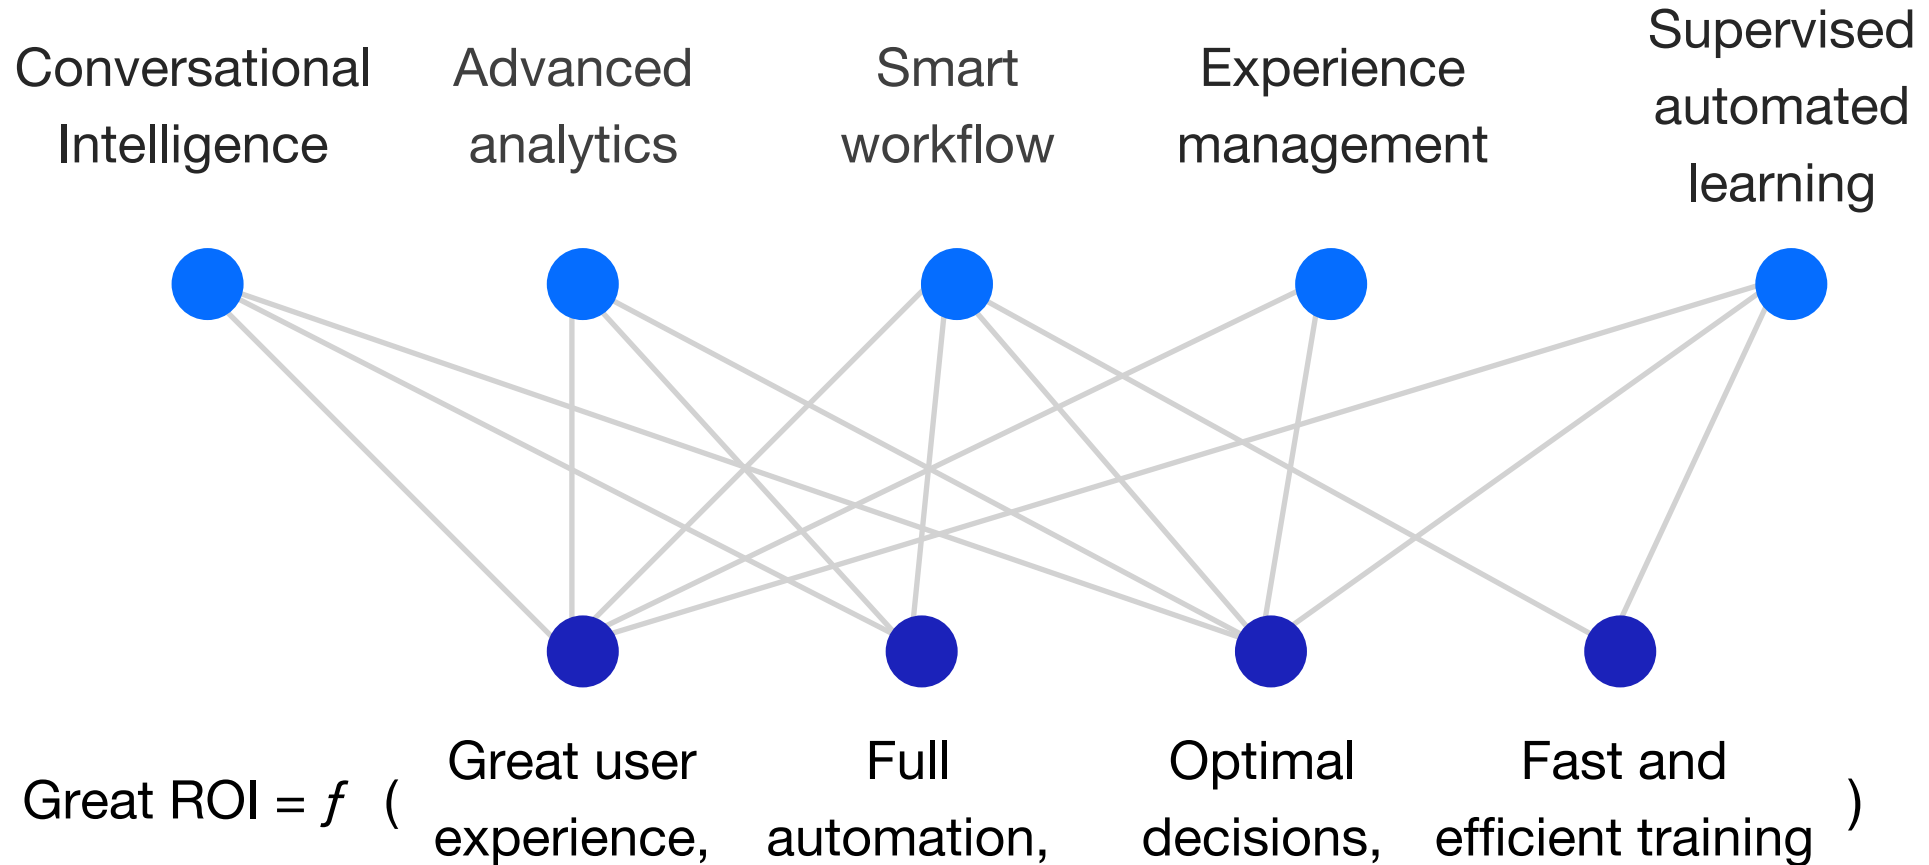 Conversational
Intelligence
Advanced
analytics
Smart
workflow
Experience
management
Supervised
automated
learning
Great ROI = f (
Great user
experience,
Full
automation,
Optimal
decisions,
Fast and
efficient training
)